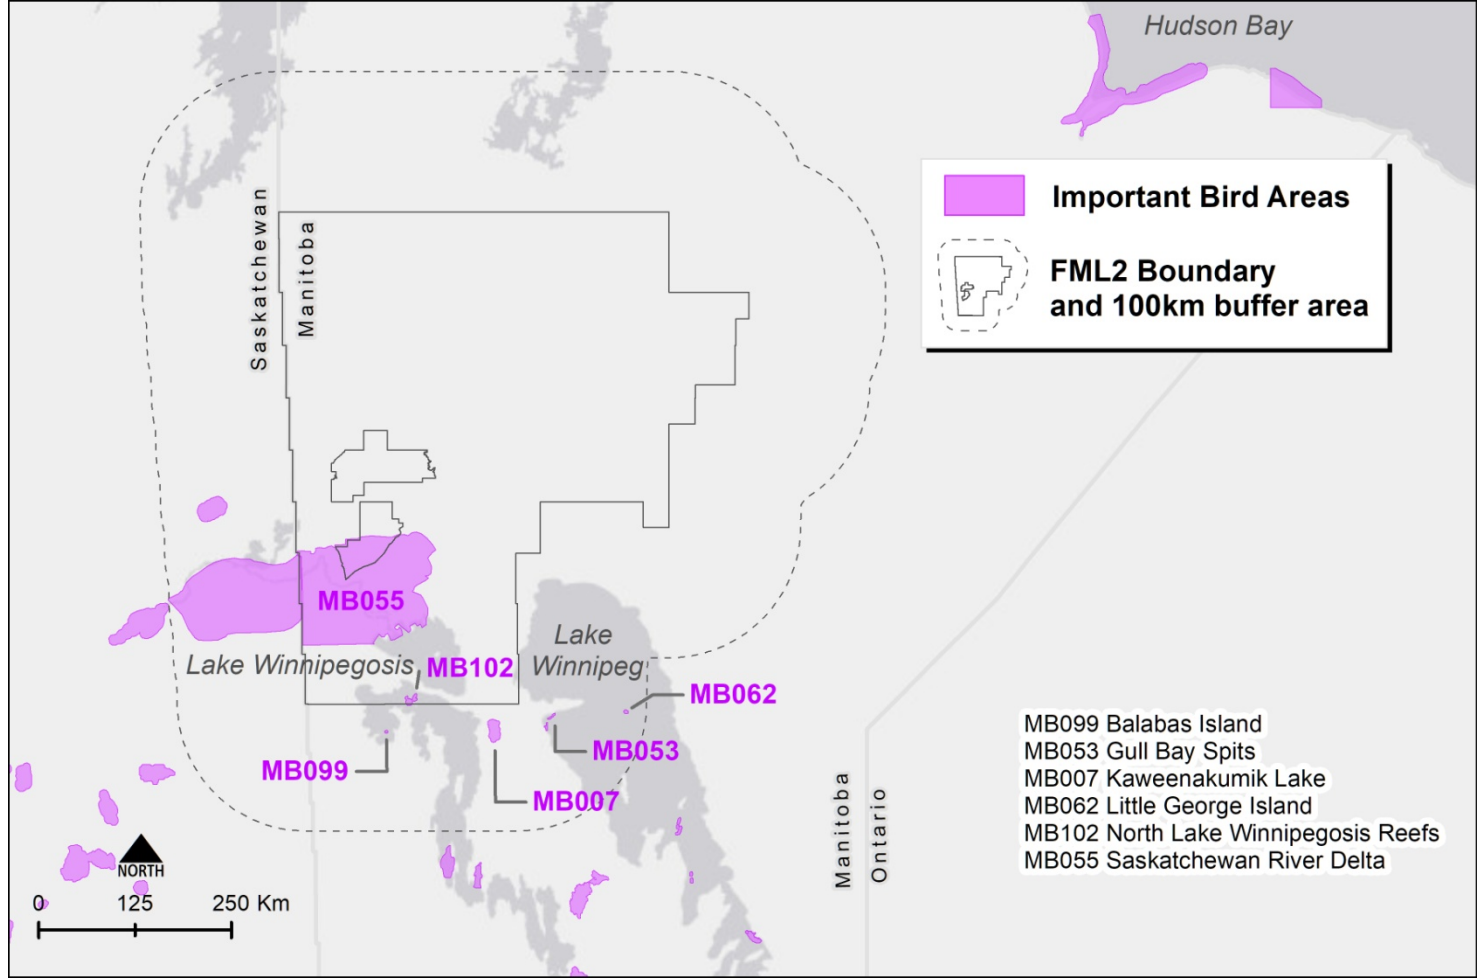 Hudson Bay
Important Bird Areas
FML2 Boundary
and 100km buffer area
Saskatchewan
Manitoba
MB055
Lake Winnipegosis
MB102
Lake
Winnipeg
MB062
MB053
MB099
MB007
Manitoba
Ontario
MB099 Balabas Island
MB053 Gull Bay Spits
MB007 Kaweenakumik Lake
MB062 Little George Island
MB102 North Lake Winnipegosis Reefs
MB055 Saskatchewan River Delta
NORTH
0 125 250 Km